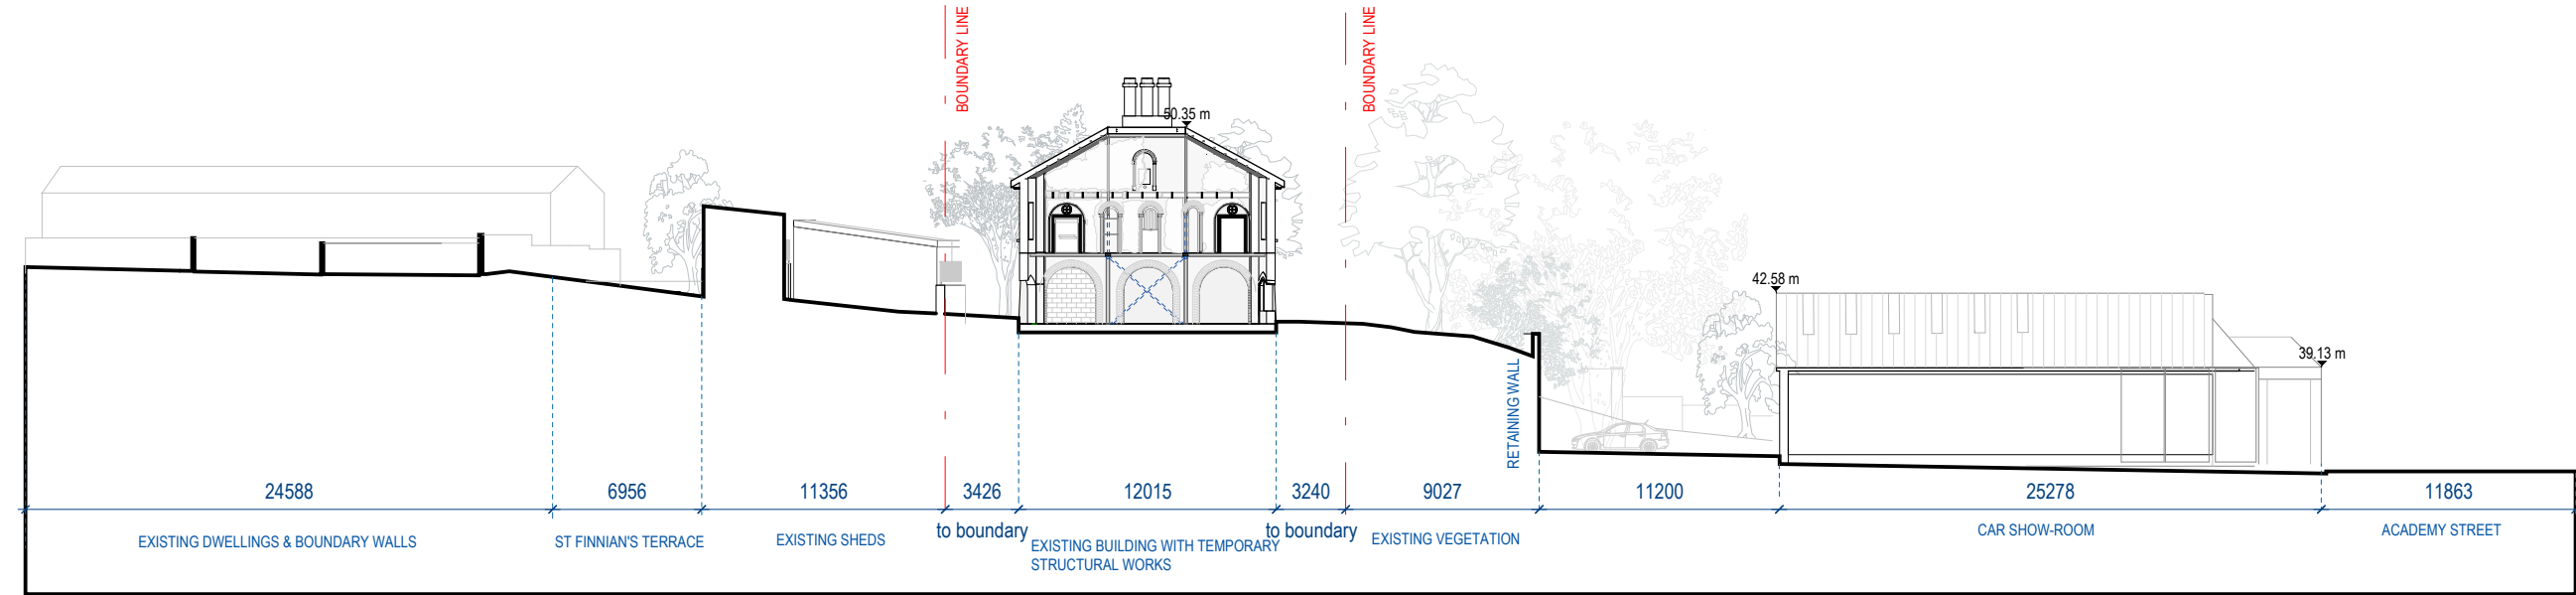 BOUNDARY LINE
BOUNDARY LINE
50.35 m
42.58 m
39.13 m
RETAINING WALL
24588
6956
11356
3426
12015
3240
9027
11200
25278
11863
to boundary
to boundary
EXISTING DWELLINGS & BOUNDARY WALLS
ST FINNIAN'S TERRACE
EXISTING SHEDS
EXISTING BUILDING WITH TEMPORARY
STRUCTURAL WORKS
EXISTING VEGETATION
CAR SHOW-ROOM
ACADEMY STREET